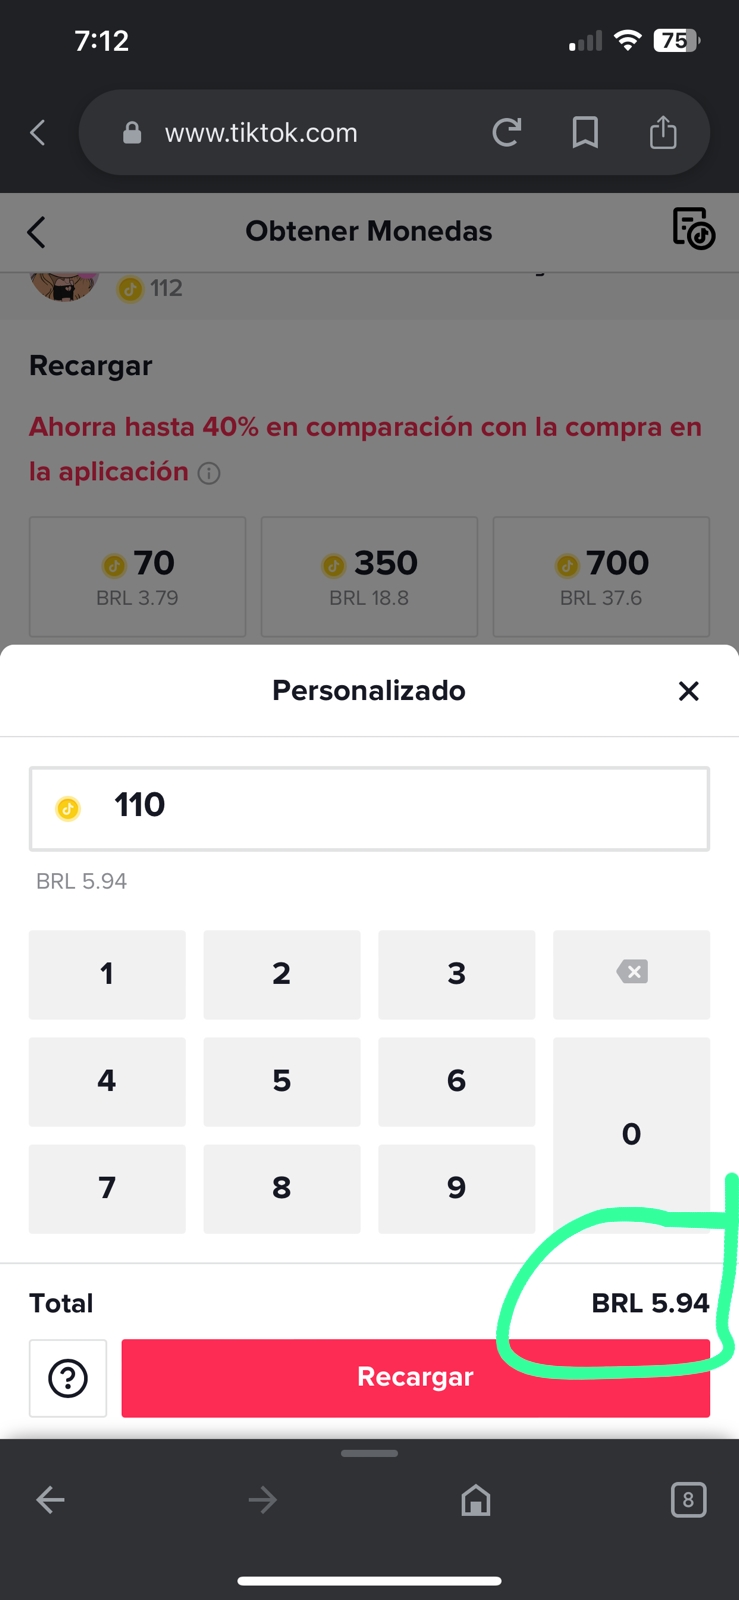 7:12
75
www.tiktok.com
Obtener Monedas
112
Recargar
Ahorra hasta 40% en comparación con la compra en
la aplicación
70 350 700
BRL 3.79 BRL 18.8 BRL 37.6
Personalizado
110
BRL 5.94
1 2 3
4 5 6
0
7 8 9
Total BRL 5.94
Recargar
8